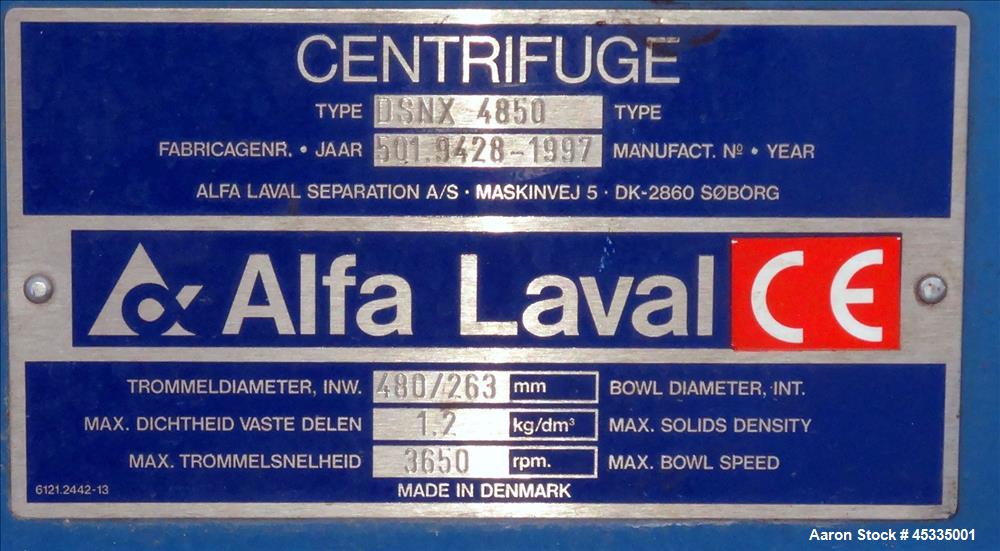 CENTRIFUGE
TYPE DSNX 4850 TYPE
FABRICAGENR. • JAAR 501.9428-1997 MANUFACT. Nº • YEAR
ALFA LAVAL SEPARATION A/S · MASKINVEJ 5 · DK-2860 SØBORG
Alfa Laval CE
TROMMELDIAMETER, INW. 480/263 mm BOWL DIAMETER, INT.
MAX. DICHTHEID VASTE DELEN 1.2 kg/dm³ MAX. SOLIDS DENSITY
MAX. TROMMELSNELHEID 3650 rpm. MAX. BOWL SPEED
6121.2442-13 MADE IN DENMARK
Aaron Stock # 45335001